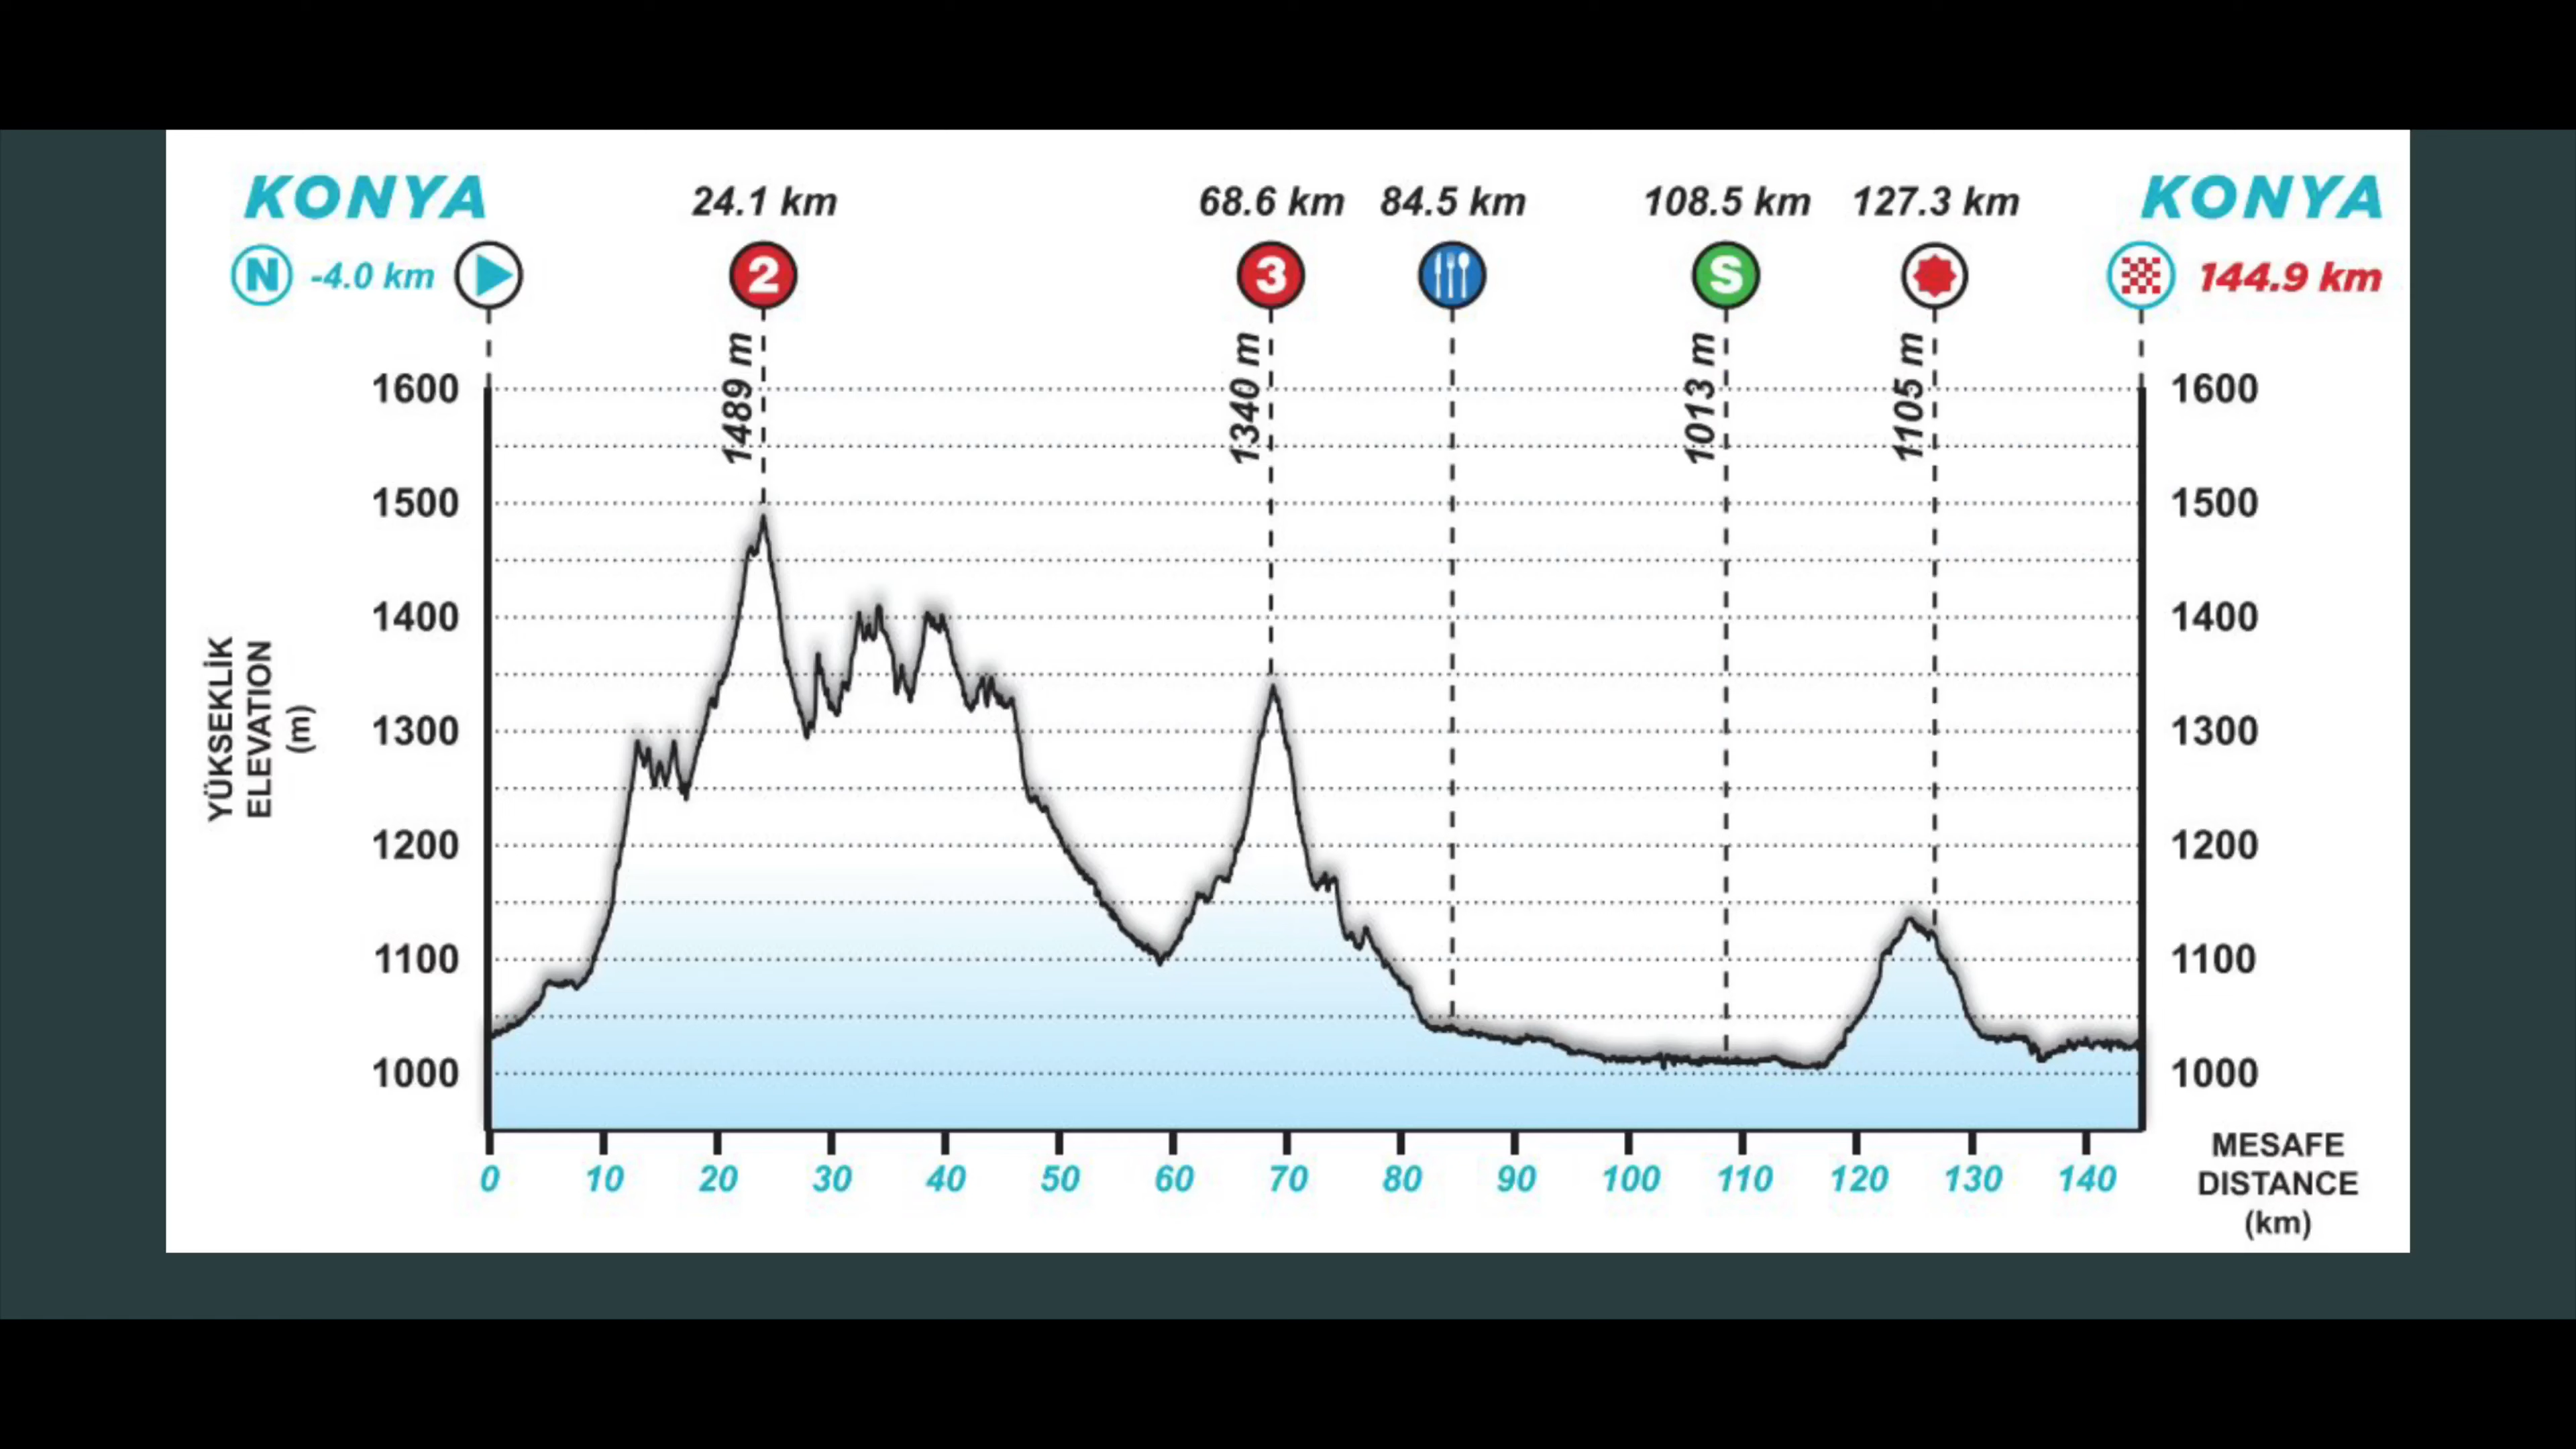 KONYA
24.1 km
68.6 km
84.5 km
108.5 km
127.3 km
KONYA
N
-4.0 km
2
3
S
144.9 km
1489 m
1340 m
1013 m
1105 m
1600
1500
1400
1300
1200
1100
1000
YÜKSEKLİK
ELEVATION
(m)
1600
1500
1400
1300
1200
1100
1000
0 10 20 30 40 50 60 70 80 90 100 110 120 130 140
MESAFE
DISTANCE
(km)